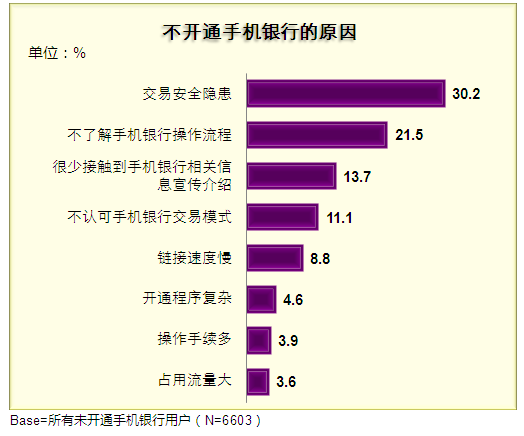 不开通手机银行的原因
单位：%
交易安全隐患 30.2
不了解手机银行操作流程 21.5
很少接触到手机银行相关信
息宣传介绍 13.7
不认可手机银行交易模式 11.1
链接速度慢 8.8
开通程序复杂 4.6
操作手续多 3.9
占用流量大 3.6
Base=所有未开通手机银行用户（N=6603）